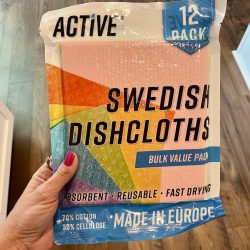 ACTIVE
12
PACK
SWEDISH
DISHCLOTHS
BULK VALUE PACK
ABSORBENT • REUSABLE • FAST DRYING
70% COTTON
30% CELLULOSE
MADE IN EUROPE